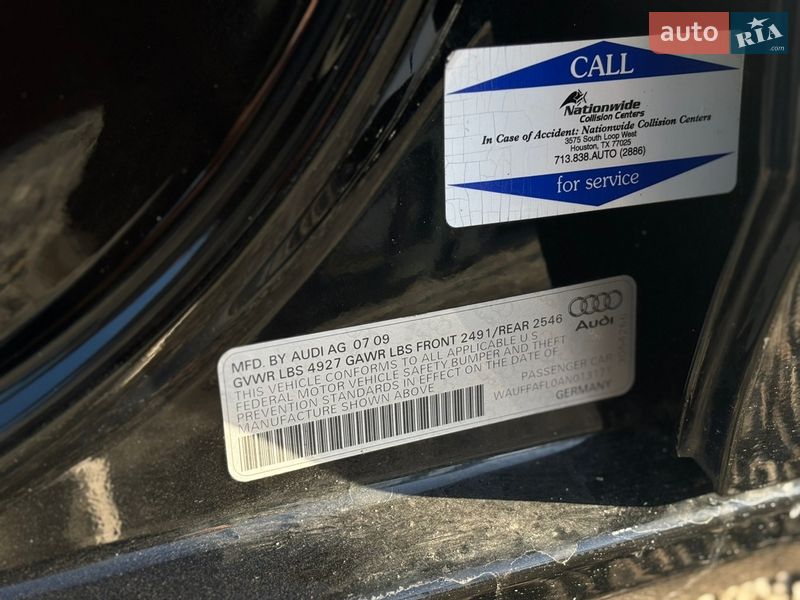 auto RIA
.com
CALL
Nationwide
Collision Centers
In Case of Accident: Nationwide Collision Centers
3575 South Loop West
Houston, TX 77025
713.838.AUTO (2886)
for service
Audi
MFD. BY AUDI AG 07 09
GVWR LBS 4927 GAWR LBS FRONT 2491/REAR 2546
THIS VEHICLE CONFORMS TO ALL APPLICABLE U.S.
FEDERAL MOTOR VEHICLE SAFETY BUMPER AND THEFT
PREVENTION STANDARDS IN EFFECT ON THE DATE OF
MANUFACTURE SHOWN ABOVE
PASSENGER CAR
WAUFFAFL0AN013171
GERMANY